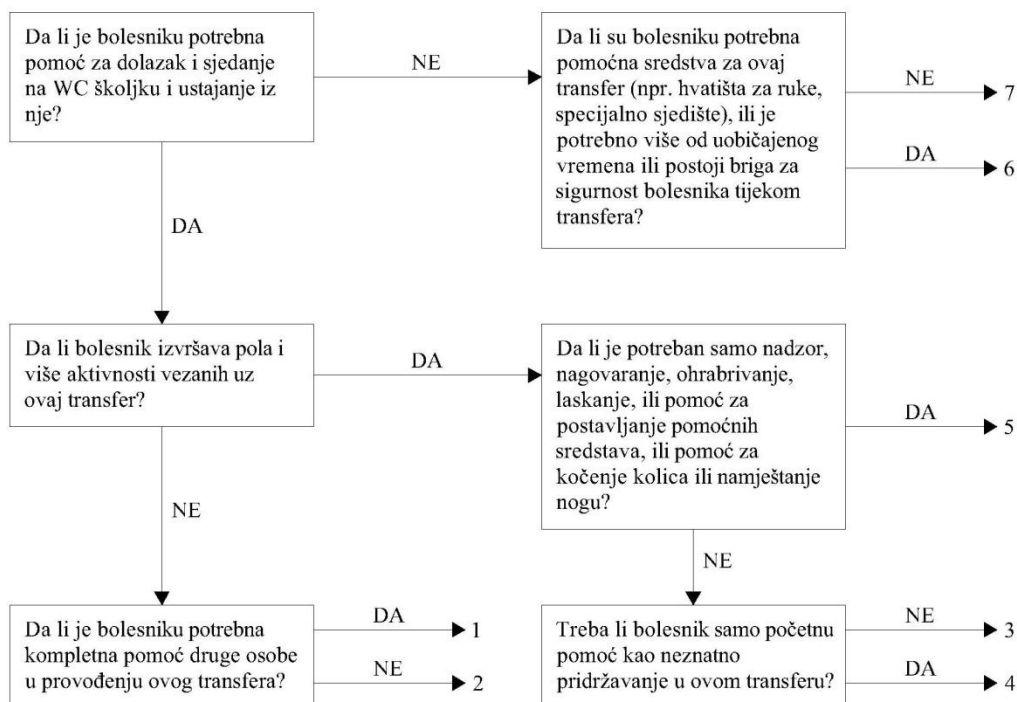 Da li je bolesniku potrebna
pomoć za dolazak i sjedanje
na WC školjku i ustajanje iz
nje?
NE
Da li su bolesniku potrebna
pomoćna sredstva za ovaj
transfer (npr. hvatišta za ruke,
specijalno sjedište), ili je
potrebno više od uobičajenog
vremena ili postoji briga za
sigurnost bolesnika tijekom
transfera?
NE
7
DA
6
DA
Da li bolesnik izvršava pola i
više aktivnosti vezanih uz
ovaj transfer?
DA
Da li je potreban samo nadzor,
nagovaranje, ohrabrivanje,
laskanje, ili pomoć za
postavljanje pomoćnih
sredstava, ili pomoć za
kočenje kolica ili namještanje
nogu?
DA
5
NE
NE
Da li je bolesniku potrebna
kompletna pomoć druge osobe
u provođenju ovog transfera?
DA
1
NE
2
Treba li bolesnik samo početnu
pomoć kao neznatno
pridržavanje u ovom transferu?
NE
3
DA
4